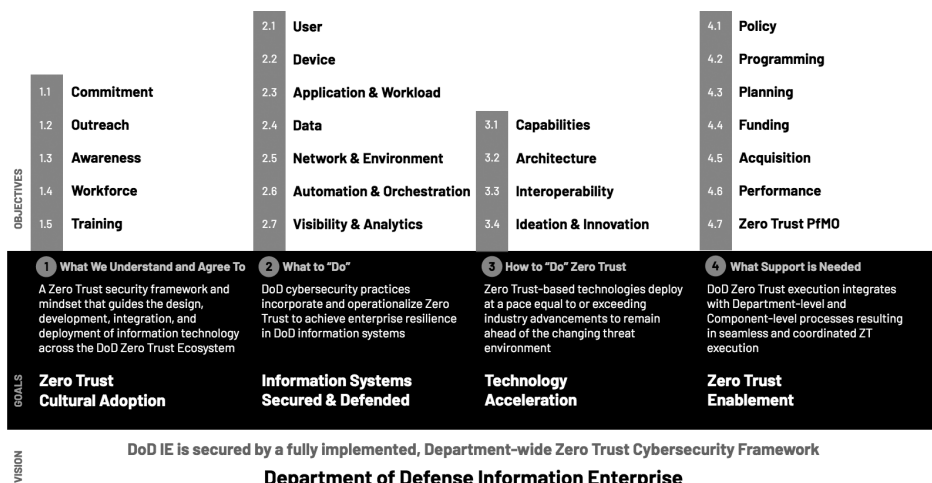 OBJECTIVES
1.1 Commitment
1.2 Outreach
1.3 Awareness
1.4 Workforce
1.5 Training
2.1 User
2.2 Device
2.3 Application & Workload
2.4 Data
2.5 Network & Environment
2.6 Automation & Orchestration
2.7 Visibility & Analytics
3.1 Capabilities
3.2 Architecture
3.3 Interoperability
3.4 Ideation & Innovation
4.1 Policy
4.2 Programming
4.3 Planning
4.4 Funding
4.5 Acquisition
4.6 Performance
4.7 Zero Trust PfMO
GOALS
1 What We Understand and Agree To
A Zero Trust security framework and
mindset that guides the design,
development, integration, and
deployment of information technology
across the DoD Zero Trust Ecosystem
Zero Trust
Cultural Adoption
2 What to “Do”
DoD cybersecurity practices
incorporate and operationalize Zero
Trust to achieve enterprise resilience
in DoD information systems
Information Systems
Secured & Defended
3 How to “Do” Zero Trust
Zero Trust-based technologies deploy
at a pace equal to or exceeding
industry advancements to remain
ahead of the changing threat
environment
Technology
Acceleration
4 What Support is Needed
DoD Zero Trust execution integrates
with Department-level and
Component-level processes resulting
in seamless and coordinated ZT
execution
Zero Trust
Enablement
VISION
DoD IE is secured by a fully implemented, Department-wide Zero Trust Cybersecurity Framework
Department of Defense Information Enterprise